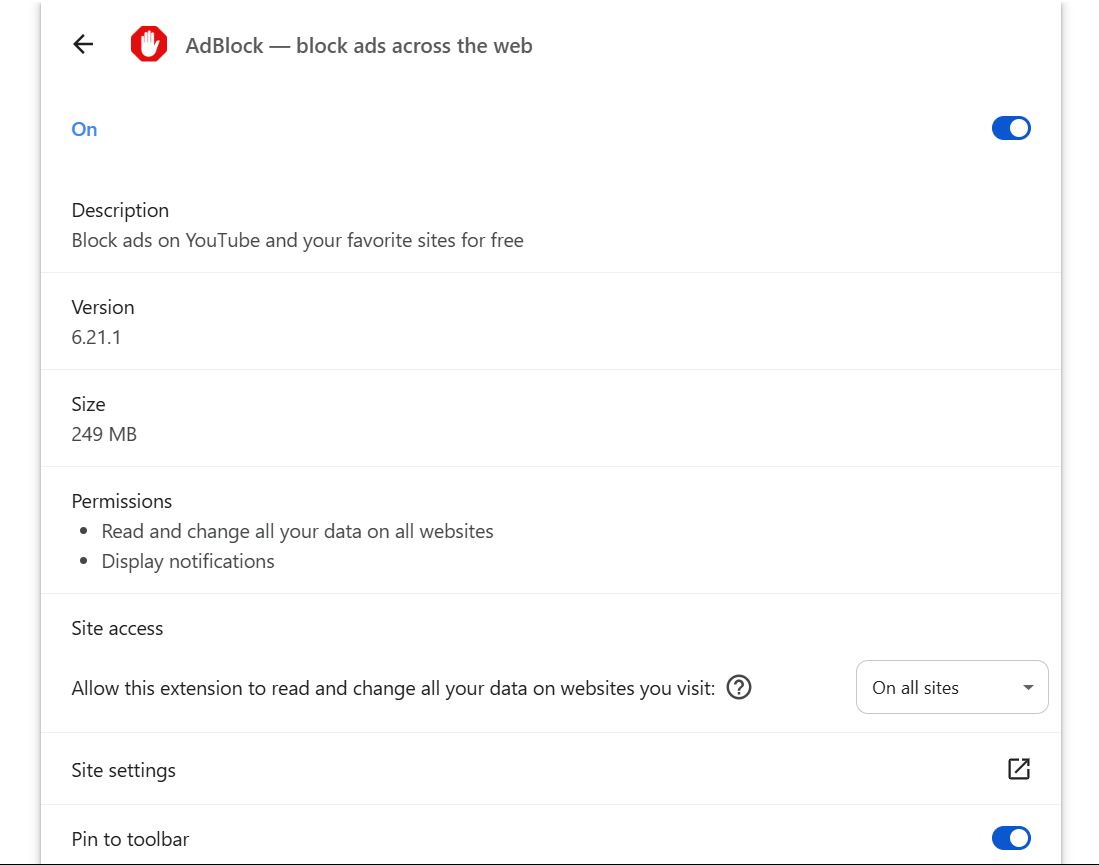 AdBlock — block ads across the web
On
Description
Block ads on YouTube and your favorite sites for free
Version
6.21.1
Size
249 MB
Permissions
• Read and change all your data on all websites
• Display notifications
Site access
Allow this extension to read and change all your data on websites you visit:
On all sites
Site settings
Pin to toolbar